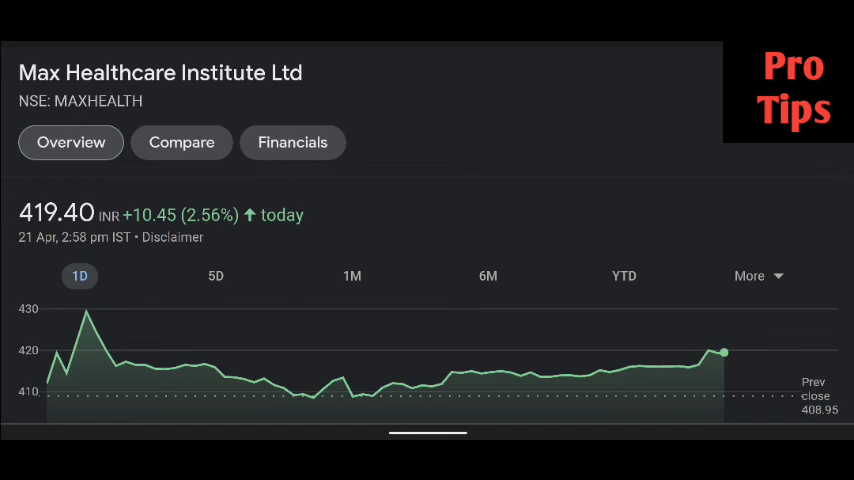 Max Healthcare Institute Ltd
NSE: MAXHEALTH
Pro
Tips
Overview
Compare
Financials
419.40 INR +10.45 (2.56%) ↑ today
21 Apr, 2:58 pm IST • Disclaimer
1D
5D
1M
6M
YTD
More
430
420
410
Prev
close
408.95